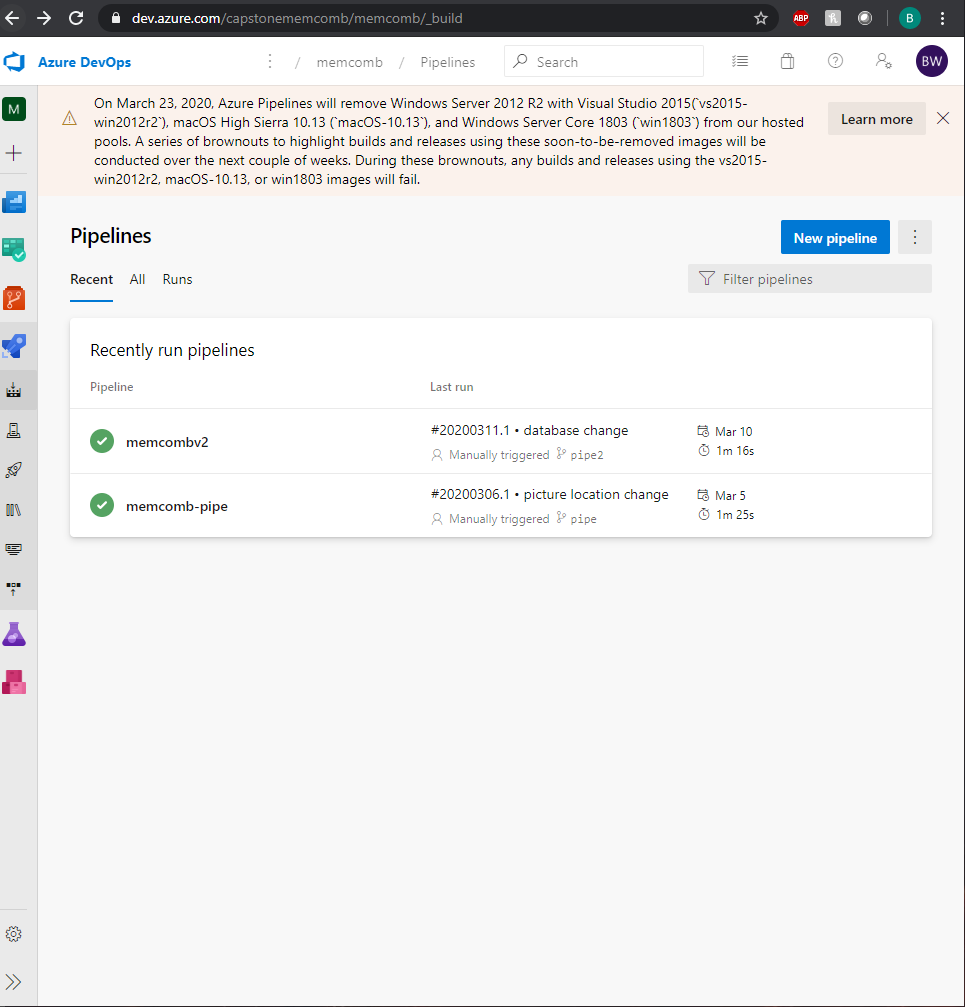 dev.azure.com/capstonememcomb/memcomb/_build
ABP
B
Azure DevOps
/ memcomb / Pipelines
Search
BW
M
On March 23, 2020, Azure Pipelines will remove Windows Server 2012 R2 with Visual Studio 2015(`vs2015-
win2012r2`), macOS High Sierra 10.13 (`macOS-10.13`), and Windows Server Core 1803 (`win1803`) from our hosted
pools. A series of brownouts to highlight builds and releases using these soon-to-be-removed images will be
conducted over the next couple of weeks. During these brownouts, any builds and releases using the vs2015-
win2012r2, macOS-10.13, or win1803 images will fail.
Learn more
Pipelines
New pipeline
Recent All Runs
Filter pipelines
Recently run pipelines
Pipeline Last run
memcombv2
#20200311.1 • database change
Manually triggered pipe2
Mar 10
1m 16s
memcomb-pipe
#20200306.1 • picture location change
Manually triggered pipe
Mar 5
1m 25s